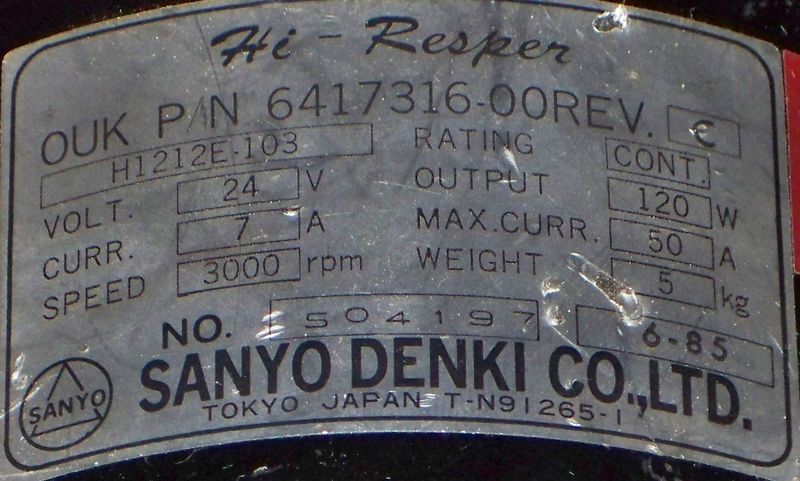 Hi - Resper
OUK P/N 6417316-00REV. C
H1212E-103 RATING CONT.
VOLT. 24 V OUTPUT 120 W
CURR. 7 A MAX.CURR. 50 A
SPEED 3000 rpm WEIGHT 5 kg
NO. 504197 6-85
SANYO SANYO DENKI CO.,LTD.
TOKYO JAPAN T-N91265-1